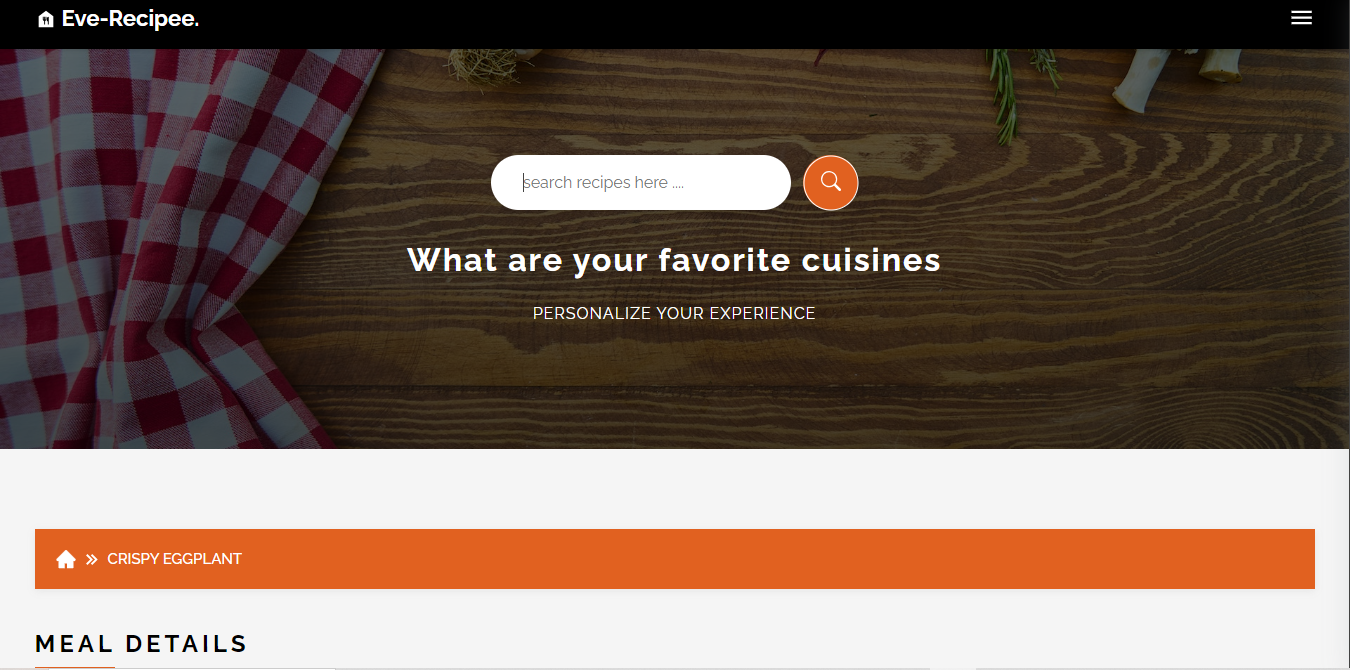 Eve-Recipee.
search recipes here ....
What are your favorite cuisines
PERSONALIZE YOUR EXPERIENCE
CRISPY EGGPLANT
MEAL DETAILS